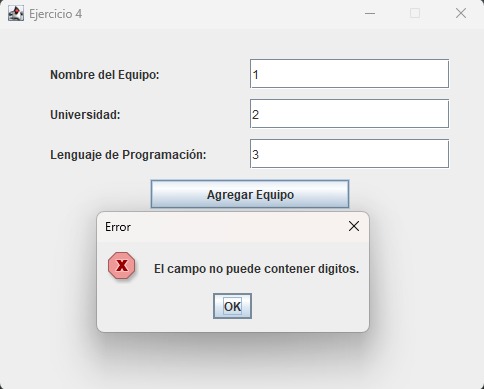 Ejercicio 4
Nombre del Equipo: 1
Universidad: 2
Lenguaje de Programación: 3
Agregar Equipo
Error
El campo no puede contener digitos.
OK